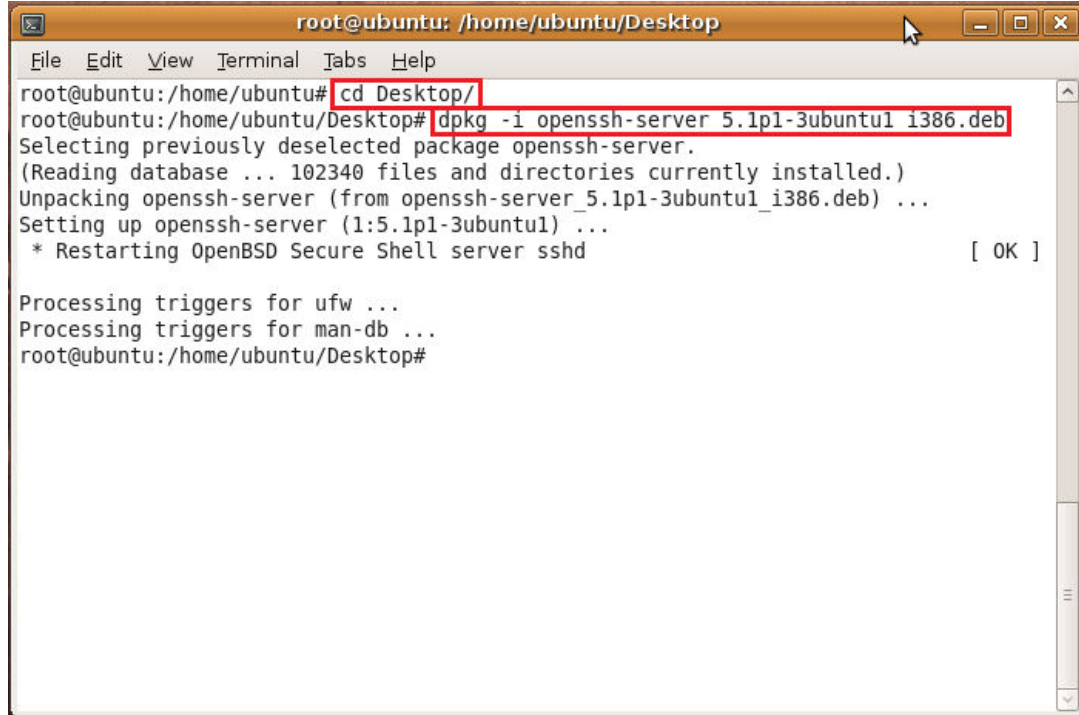 root@ubuntu: /home/ubuntu/Desktop
File Edit View Terminal Tabs Help
root@ubuntu:/home/ubuntu# cd Desktop/
root@ubuntu:/home/ubuntu/Desktop# dpkg -i openssh-server 5.1p1-3ubuntu1 i386.deb
Selecting previously deselected package openssh-server.
(Reading database ... 102340 files and directories currently installed.)
Unpacking openssh-server (from openssh-server_5.1p1-3ubuntu1_i386.deb) ...
Setting up openssh-server (1:5.1p1-3ubuntu1) ...
* Restarting OpenBSD Secure Shell server sshd [ OK ]
Processing triggers for ufw ...
Processing triggers for man-db ...
root@ubuntu:/home/ubuntu/Desktop#